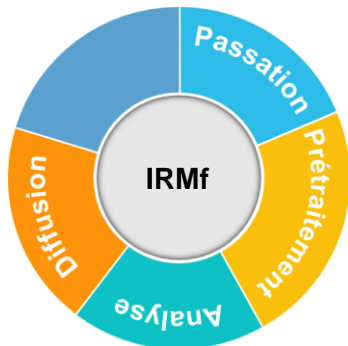 Passation
Prétraitement
Analyse
Diffusion
IRMf